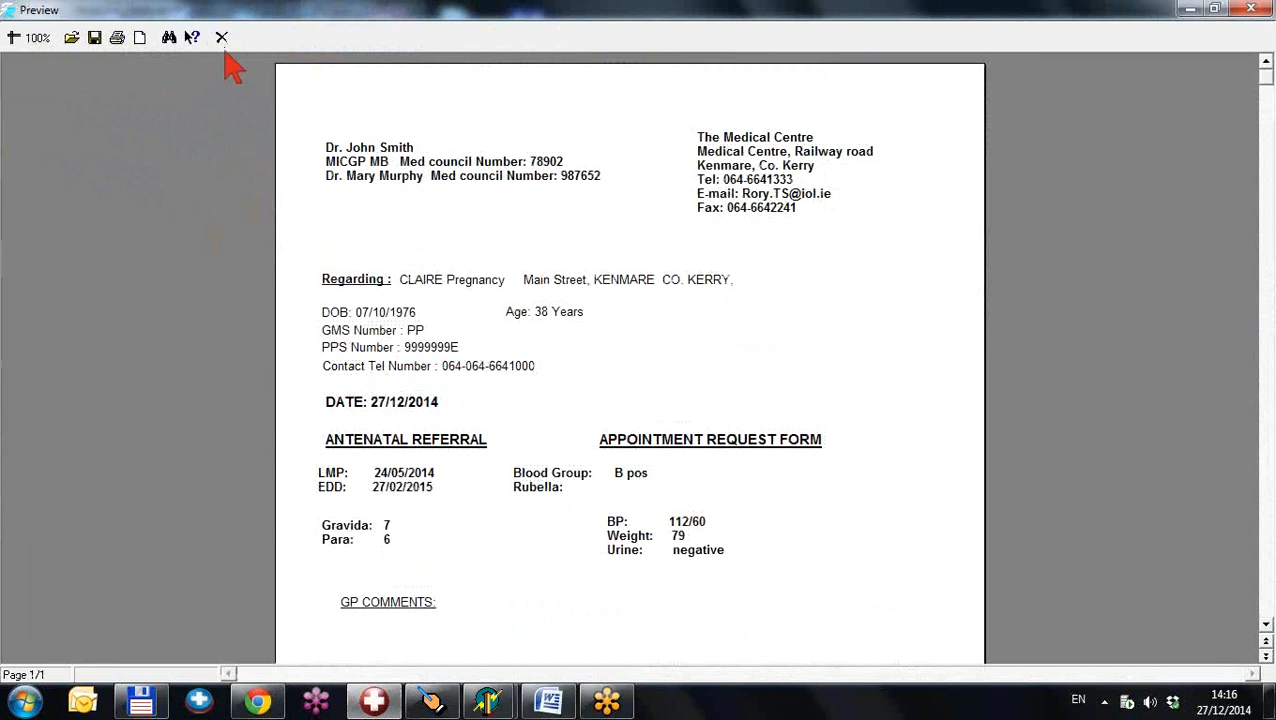 Preview
100%
Dr. John Smith
MICGP MB Med council Number: 78902
Dr. Mary Murphy Med council Number: 987652
The Medical Centre
Medical Centre, Railway road
Kenmare, Co. Kerry
Tel: 064-6641333
E-mail: Rory.TS@iol.ie
Fax: 064-6642241
Regarding : CLAIRE Pregnancy Main Street, KENMARE CO. KERRY,
DOB: 07/10/1976 Age: 38 Years
GMS Number : PP
PPS Number : 9999999E
Contact Tel Number : 064-064-6641000
DATE: 27/12/2014
ANTENATAL REFERRAL APPOINTMENT REQUEST FORM
LMP: 24/05/2014 Blood Group: B pos
EDD: 27/02/2015 Rubella:
Gravida: 7 BP: 112/60
Para: 6 Weight: 79
Urine: negative
GP COMMENTS:
Page 1/1
EN 14:16
27/12/2014